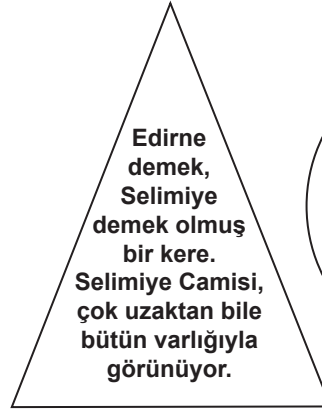 Edirne
demek,
Selimiye
demek olmuş
bir kere.
Selimiye Camisi,
çok uzaktan bile
bütün varlığıyla
görünüyor.